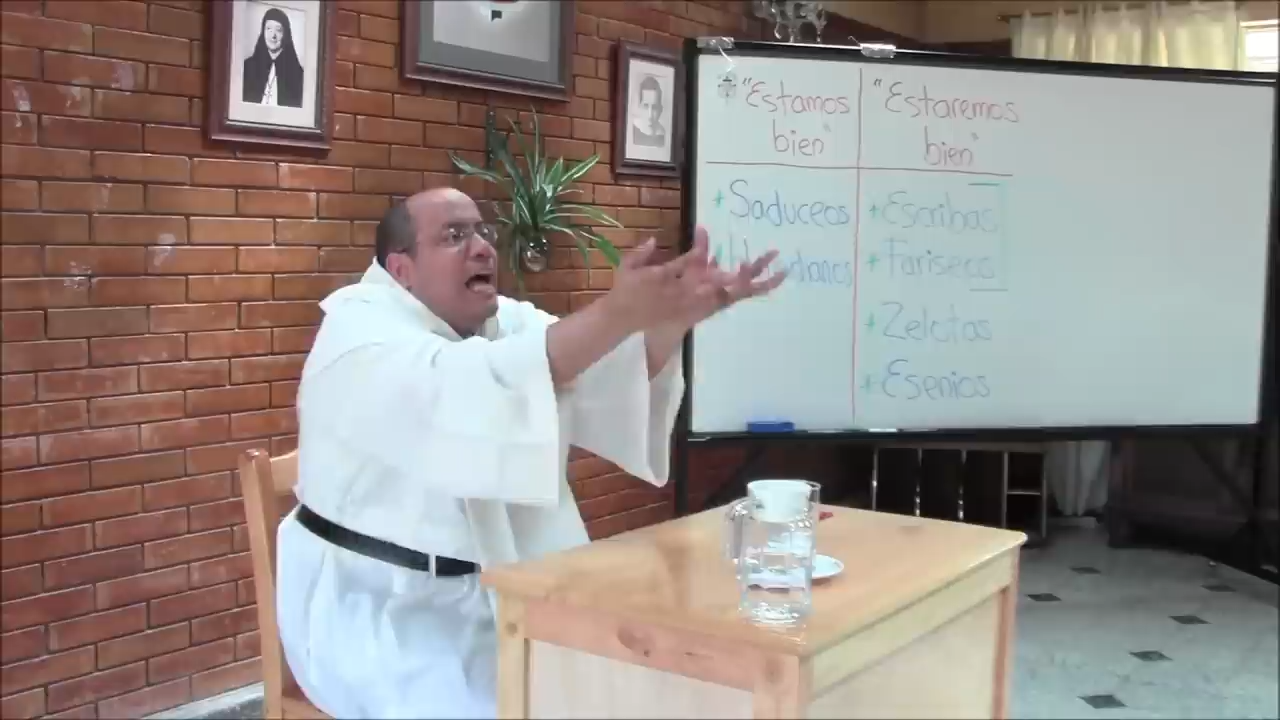 "Estamos
bien"
+ Saduceos
"Estaremos
bien"
+ Escribas
+ Fariseos
+ Zelotas
+ Esenios